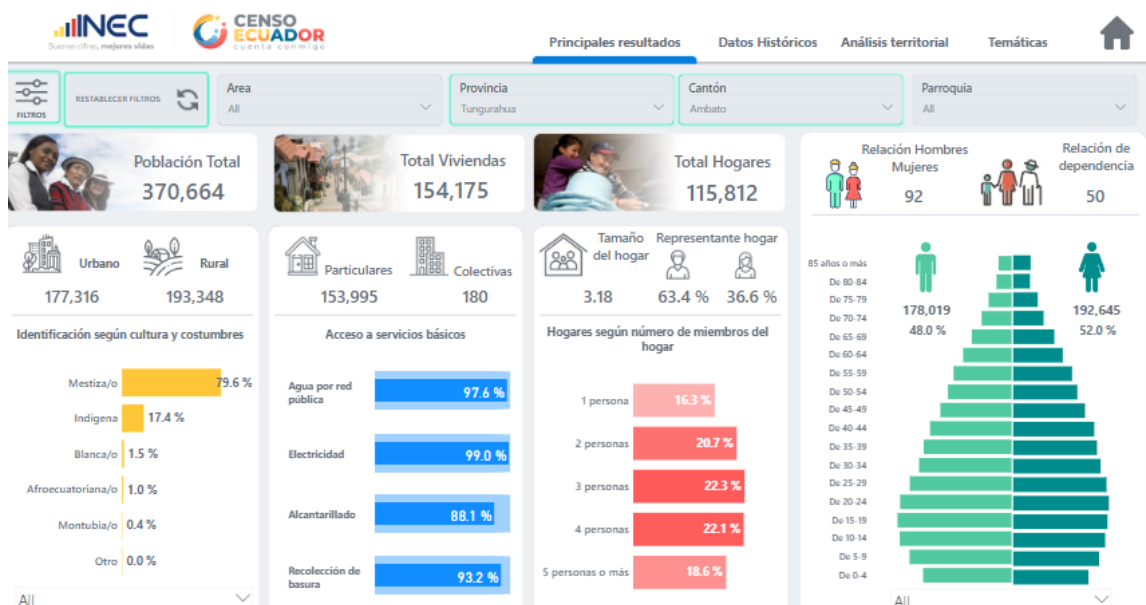 INEC
Buenas cifras, mejores vidas
CENSO
ECUADOR
cuenta conmigo
Principales resultados
Datos Históricos
Análisis territorial
Temáticas
FILTROS
RESTABLECER FILTROS
Area
All
Provincia
Tungurahua
Cantón
Ambato
Parroquia
All
Población Total
370,664
Total Viviendas
154,175
Total Hogares
115,812
Relación Hombres
Mujeres
92
Relación de
dependencia
50
Urbano
177,316
Rural
193,348
Particulares
153,995
Colectivas
180
Tamaño
del hogar
3.18
Representante hogar
63.4 %
36.6 %
Identificación según cultura y costumbres
Mestiza/o 79.6 %
Indigena 17.4 %
Blanca/o 1.5 %
Afroecuatoriana/o 1.0 %
Montubia/o 0.4 %
Otro 0.0 %
All
Acceso a servicios básicos
Agua por red
pública
97.6 %
Electricidad 99.0 %
Alcantarillado 88.1 %
Recolección de
basura
93.2 %
Hogares según número de miembros del
hogar
1 persona 16.3 %
2 personas 20.7 %
3 personas 22.3 %
4 personas 22.1 %
5 personas o más 18.6 %
178,019
48.0 %
192,645
52.0 %
85 años o más
De 80-84
De 75-79
De 70-74
De 65-69
De 60-64
De 55-59
De 50-54
De 45-49
De 40-44
De 35-39
De 30-34
De 25-29
De 20-24
De 15-19
De 10-14
De 5-9
De 0-4
All